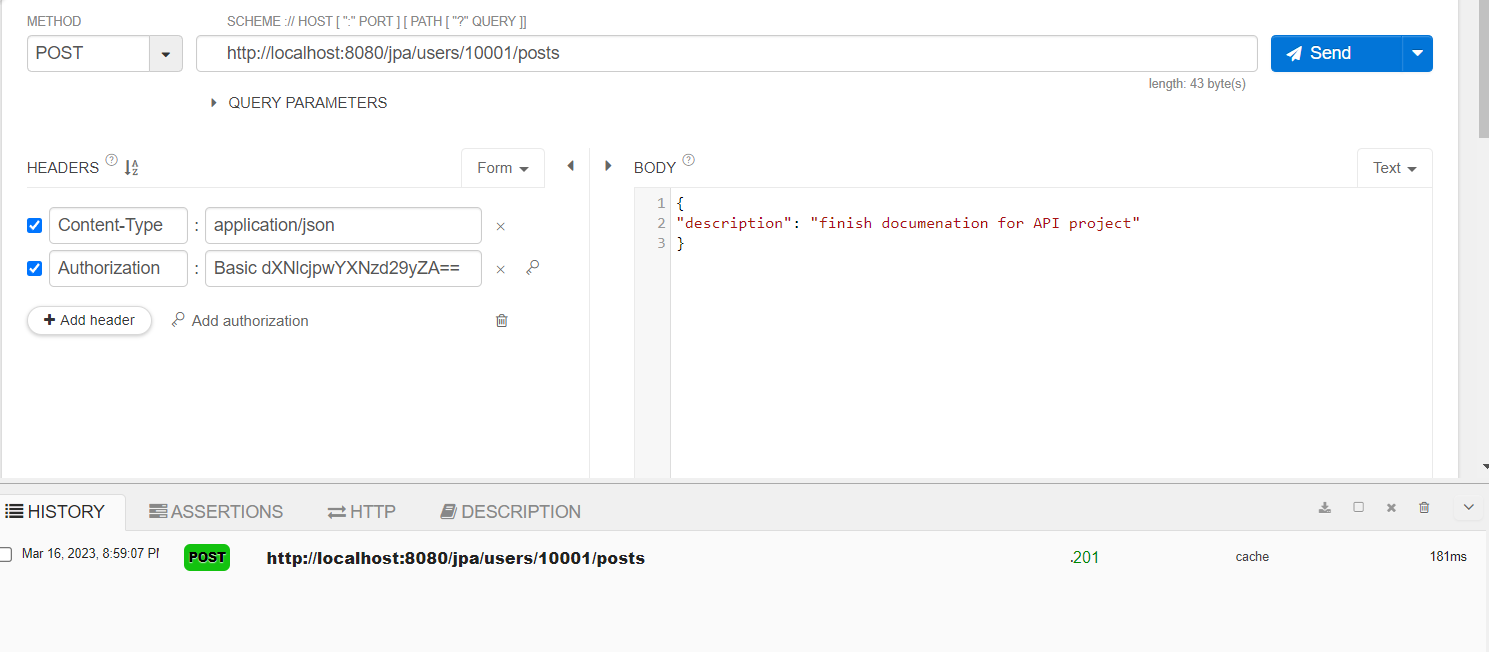 METHOD SCHEME :// HOST [ ":" PORT ] [ PATH [ "?" QUERY ]]
POST http://localhost:8080/jpa/users/10001/posts Send
length: 43 byte(s)
QUERY PARAMETERS
HEADERS ? Form BODY ? Text
Content-Type : application/json ×
Authorization : Basic dXNlcjpwYXNzd29yZA== ×
+ Add header Add authorization
1 {
2 "description": "finish documenation for API project"
3 }
HISTORY ASSERTIONS HTTP DESCRIPTION
Mar 16, 2023, 8:59:07 PM POST http://localhost:8080/jpa/users/10001/posts .201 cache 181ms